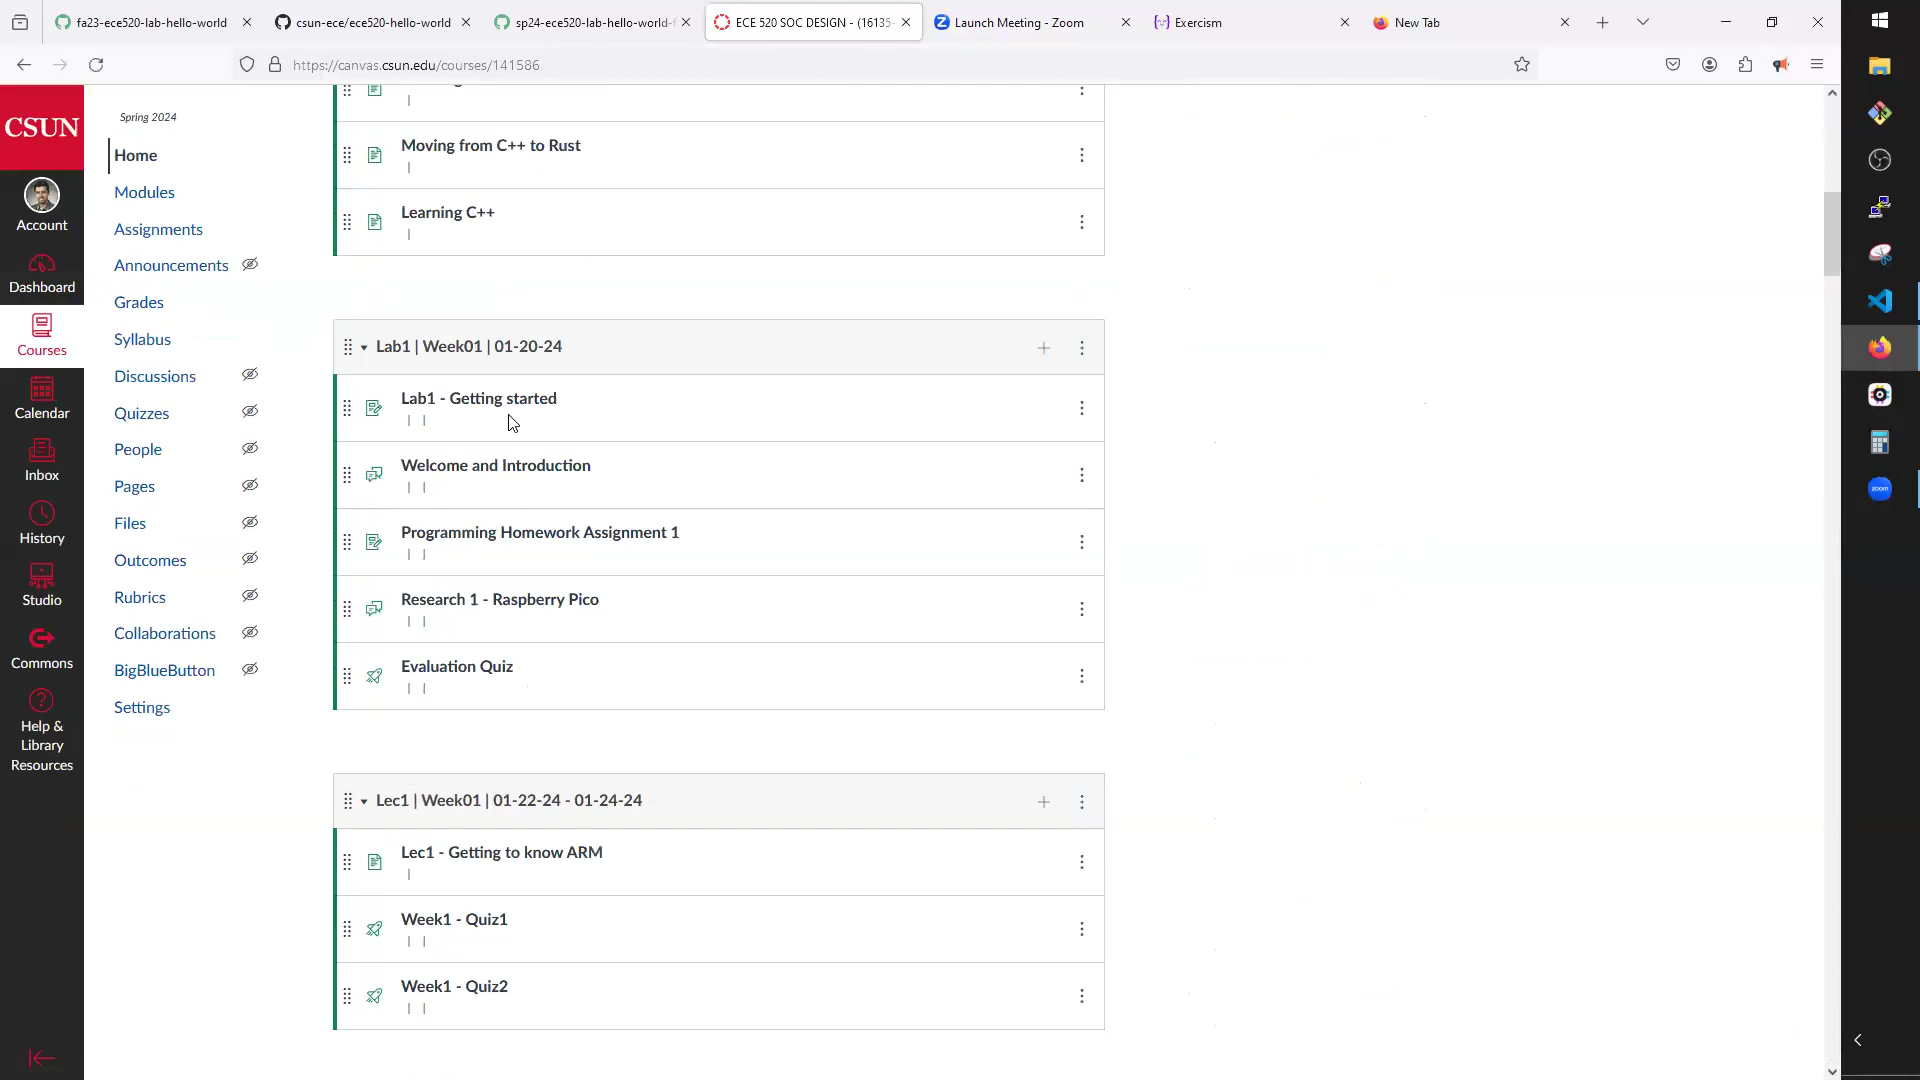 fa23-ece520-lab-hello-world
csun-ece/ece520-hello-world
sp24-ece520-lab-hello-world-f
ECE 520 SOC DESIGN - (16135-
Launch Meeting - Zoom
Exercism
New Tab
https://canvas.csun.edu/courses/141586
CSUN
Account
Dashboard
Courses
Calendar
Inbox
History
Studio
Commons
Help &
Library
Resources
Spring 2024
Home
Modules
Assignments
Announcements
Grades
Syllabus
Discussions
Quizzes
People
Pages
Files
Outcomes
Rubrics
Collaborations
BigBlueButton
Settings
Moving from C++ to Rust
|
Learning C++
|
Lab1 | Week01 | 01-20-24
Lab1 - Getting started
| |
Welcome and Introduction
| |
Programming Homework Assignment 1
| |
Research 1 - Raspberry Pico
| |
Evaluation Quiz
| |
Lec1 | Week01 | 01-22-24 - 01-24-24
Lec1 - Getting to know ARM
|
Week1 - Quiz1
| |
Week1 - Quiz2
| |
zoom